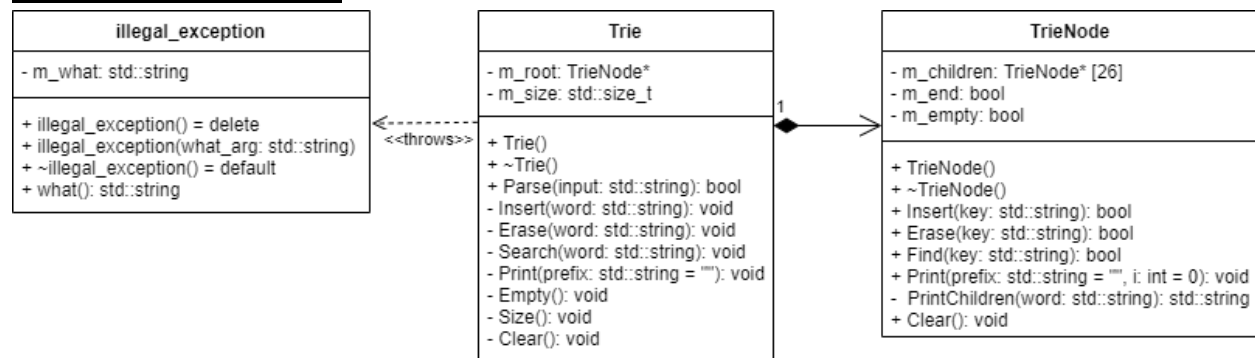 illegal_exception
- m_what: std::string
+ illegal_exception() = delete
+ illegal_exception(what_arg: std::string)
+ ~illegal_exception() = default
+ what(): std::string
<<throws>>
Trie
- m_root: TrieNode*
- m_size: std::size_t
+ Trie()
+ ~Trie()
+ Parse(input: std::string): bool
- Insert(word: std::string): void
- Erase(word: std::string): void
- Search(word: std::string): void
- Print(prefix: std::string = ""): void
- Empty(): void
- Size(): void
- Clear(): void
1
TrieNode
- m_children: TrieNode* [26]
- m_end: bool
- m_empty: bool
+ TrieNode()
+ ~TrieNode()
+ Insert(key: std::string): bool
+ Erase(key: std::string): bool
+ Find(key: std::string): bool
+ Print(prefix: std::string = "", i: int = 0): void
- PrintChildren(word: std::string): std::string
+ Clear(): void